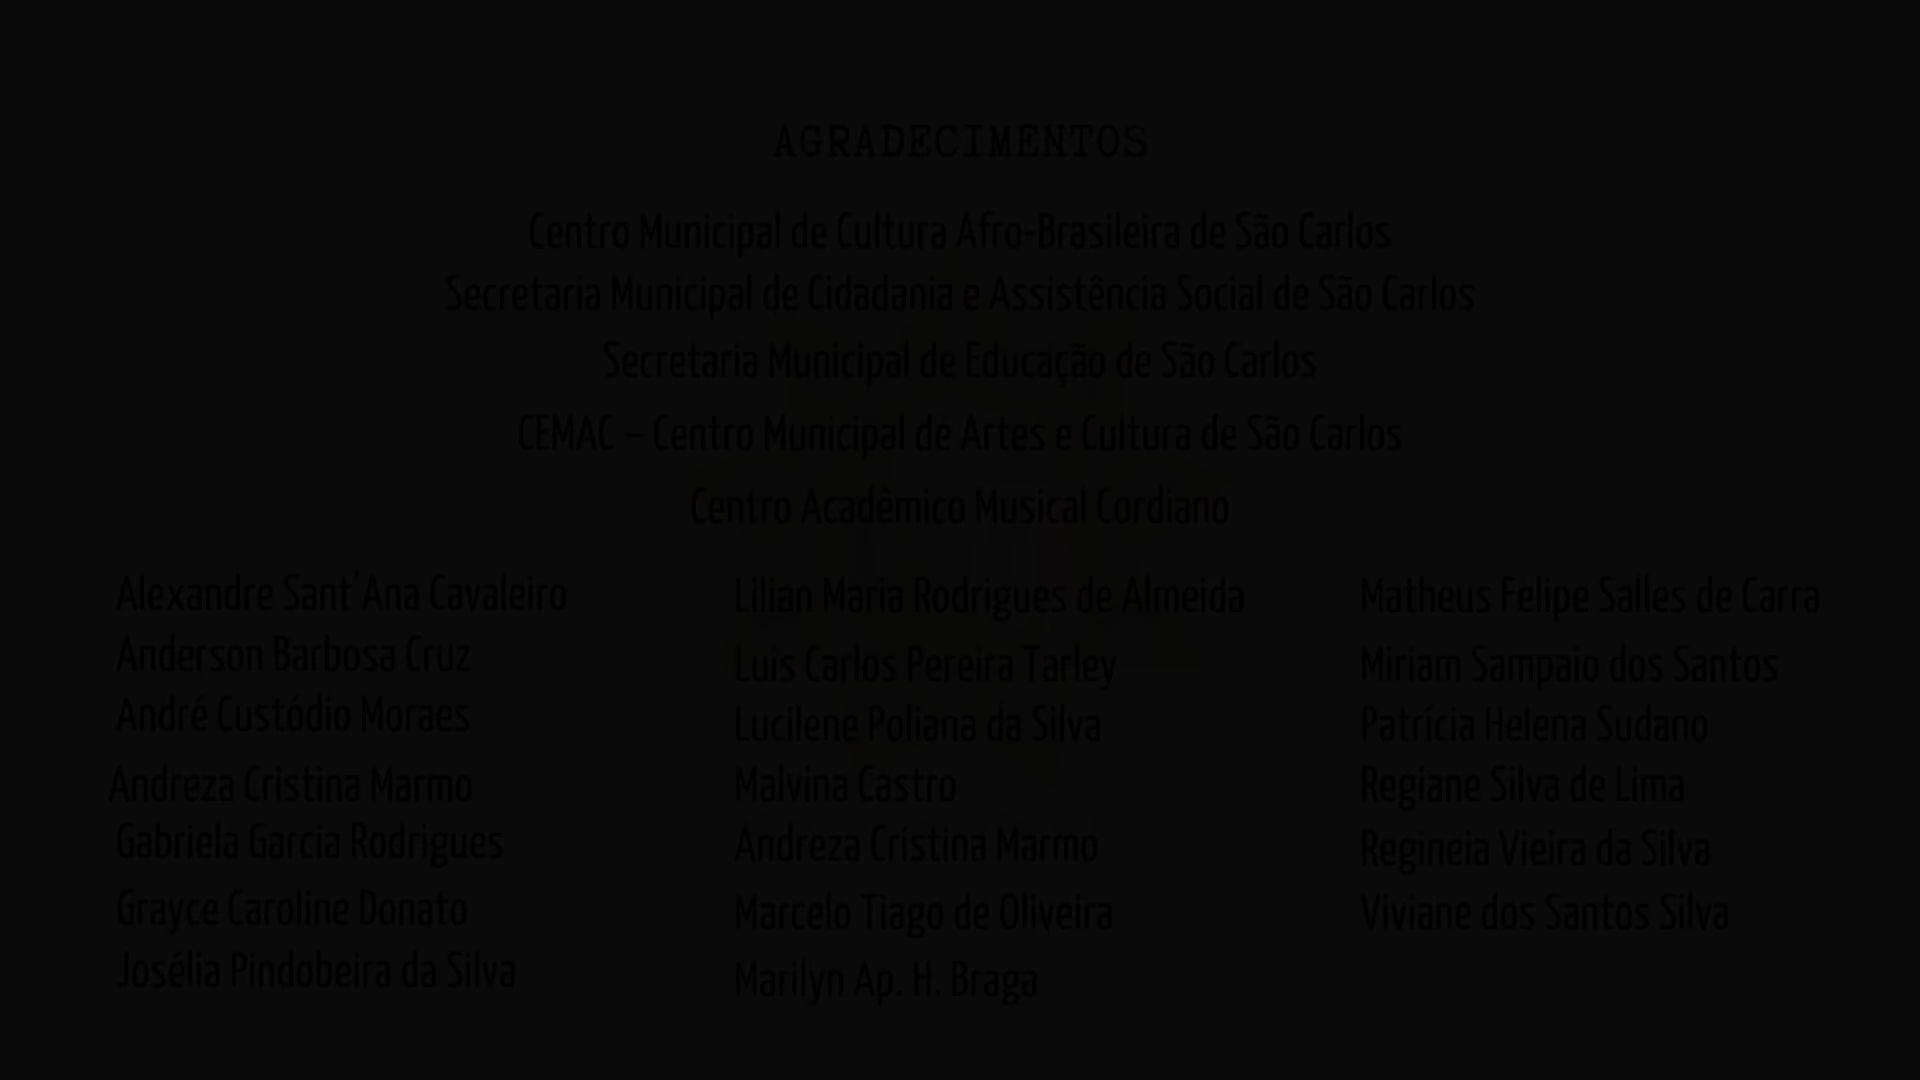 AGRADECIMENTOS
Centro Municipal de Cultura Afro-Brasileira de São Carlos
Secretaria Municipal de Cidadania e Assistência Social de São Carlos
Secretaria Municipal de Educação de São Carlos
CEMAC – Centro Municipal de Artes e Cultura de São Carlos
Centro Acadêmico Musical Cordiano
Alexandre Sant´Ana Cavaleiro
Anderson Barbosa Cruz
André Custódio Moraes
Andreza Cristina Marmo
Gabriela Garcia Rodrigues
Grayce Caroline Donato
Josélia Pindobeira da Silva
Lilian Maria Rodrigues de Almeida
Luis Carlos Pereira Tarley
Lucilene Poliana da Silva
Malvina Castro
Andreza Cristina Marmo
Marcelo Tiago de Oliveira
Marilyn Ap. H. Braga
Matheus Felipe Salles de Carra
Miriam Sampaio dos Santos
Patrícia Helena Sudano
Regiane Silva de Lima
Regineia Vieira da Silva
Viviane dos Santos Silva